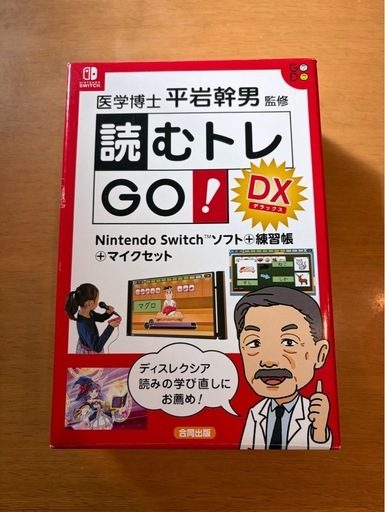 NINTENDO
SWITCH
GO
DO
医学博士 平岩幹男 監修
読むトレ
GO!
DX
デラックス
Nintendo Switch™ソフト+練習帳
+マイクセット
マグロ
ディスレクシア
読みの学び直しに
お薦め!
合同出版